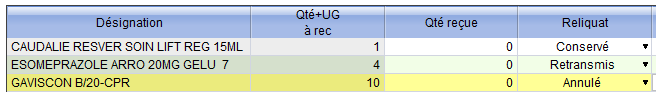 Désignation Qté+UG à rec Qté reçue Reliquat
CAUDALIE RESVER SOIN LIFT REG 15ML 1 0 Conservé
ESOMEPRAZOLE ARRO 20MG GELU 7 4 0 Retransmis
GAVISCON B/20-CPR 10 0 Annulé